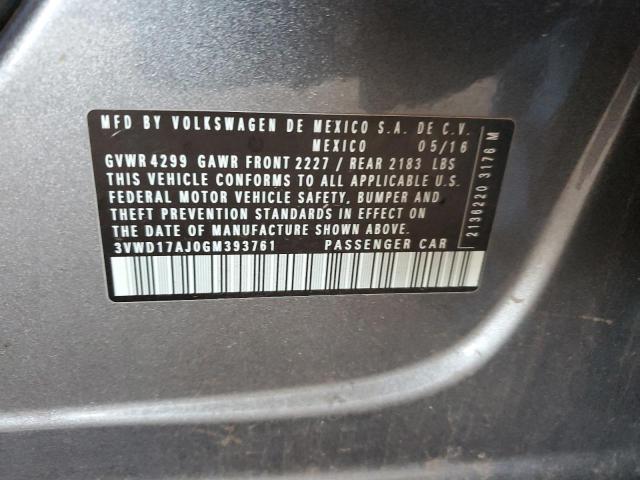 MFD BY VOLKSWAGEN DE MEXICO S.A. DE C.V.
MEXICO 05/16
GVWR 4299 GAWR FRONT 2227 / REAR 2183 LBS
THIS VEHICLE CONFORMS TO ALL APPLICABLE U.S.
FEDERAL MOTOR VEHICLE SAFETY, BUMPER AND
THEFT PREVENTION STANDARDS IN EFFECT ON
THE DATE OF MANUFACTURE SHOWN ABOVE.
3VWD17AJ0GM393761 PASSENGER CAR
2136220 3176 M